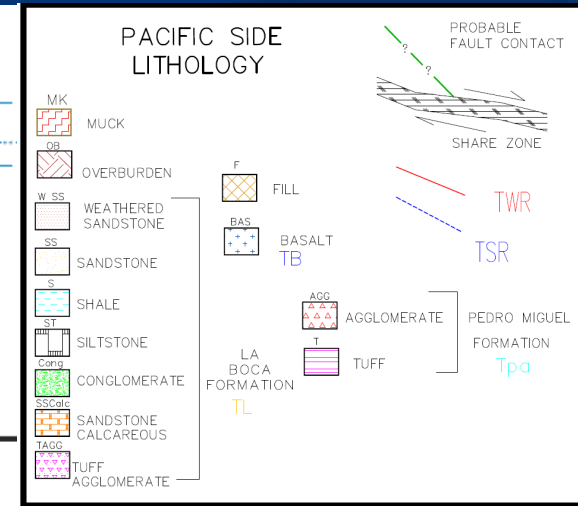 PACIFIC SIDE
LITHOLOGY
MK
MUCK
OB
OVERBURDEN
W SS
WEATHERED
SANDSTONE
SS
SANDSTONE
S
SHALE
ST
SILTSTONE
Cong
CONGLOMERATE
SSCalc
SANDSTONE
CALCAREOUS
TAGG
TUFF
AGGLOMERATE
LA
BOCA
FORMATION
TL
F
FILL
BAS
BASALT
TB
AGG
AGGLOMERATE
T
TUFF
PEDRO MIGUEL
FORMATION
Tpa
PROBABLE
FAULT CONTACT
?
?
SHARE ZONE
TWR
TSR